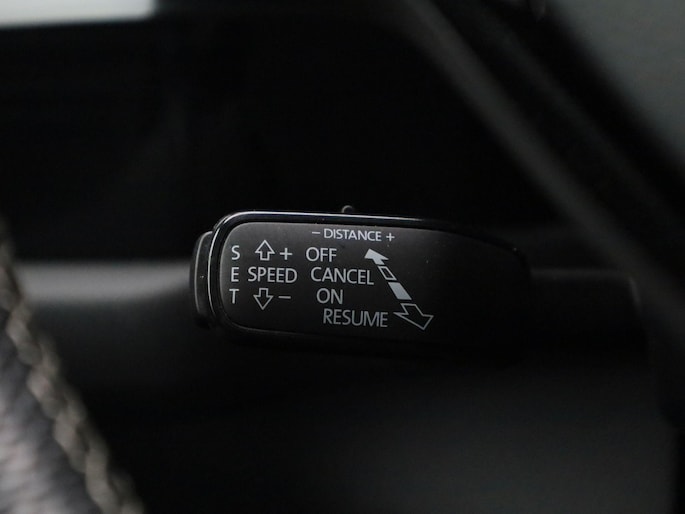 − DISTANCE +
S + OFF
E SPEED CANCEL
T − ON
RESUME